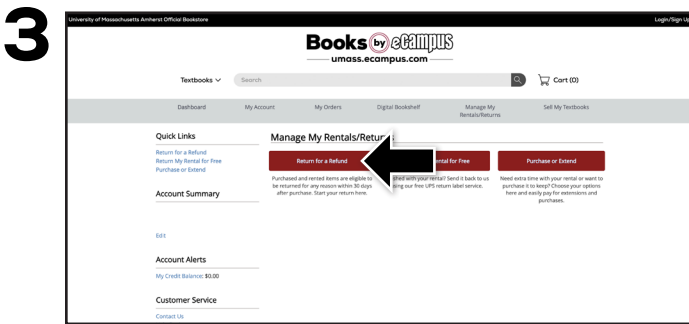 3
University of Massachusetts Amherst Official Bookstore
Login/Sign Up
Books by eCampus
umass.ecampus.com
Textbooks
Search
Cart (0)
Dashboard
My Account
My Orders
Digital Bookshelf
Manage My
Rentals/Returns
Sell My Textbooks
Quick Links
Return for a Refund
Return My Rental for Free
Purchase or Extend
Account Summary
Edit
Account Alerts
My Credit Balance: $0.00
Customer Service
Contact Us
Manage My Rentals/Returns
Return for a Refund
Purchased and rented items are eligible to
be returned for any reason within 30 days
after purchase. Start your return here.
for Free
with your rental? Send it back to us
using our free UPS return label service.
Purchase or Extend
Need extra time with your rental or want to
purchase it to keep? Choose your options
here and easily pay for extensions and
purchases.